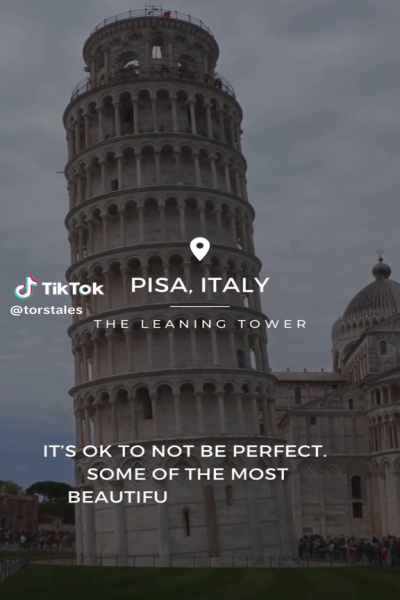 PISA, ITALY
TikTok
@torstales
THE LEANING TOWER
IT'S OK TO NOT BE PERFECT.
SOME OF THE MOST
BEAUTIFU